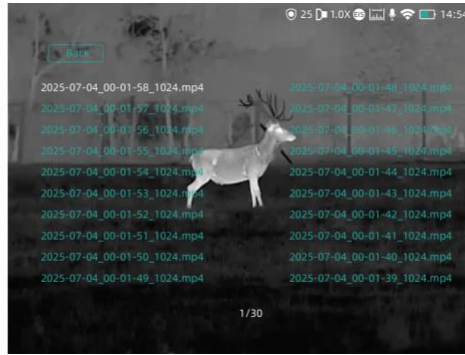 25 1.0X EIS 14:54
Back
2025-07-04_00-01-58_1024.mp4
2025-07-04_00-01-57_1024.mp4
2025-07-04_00-01-56_1024.mp4
2025-07-04_00-01-55_1024.mp4
2025-07-04_00-01-54_1024.mp4
2025-07-04_00-01-53_1024.mp4
2025-07-04_00-01-52_1024.mp4
2025-07-04_00-01-51_1024.mp4
2025-07-04_00-01-50_1024.mp4
2025-07-04_00-01-49_1024.mp4
2025-07-04_00-01-48_1024.mp4
2025-07-04_00-01-47_1024.mp4
2025-07-04_00-01-46_1024.mp4
2025-07-04_00-01-45_1024.mp4
2025-07-04_00-01-44_1024.mp4
2025-07-04_00-01-43_1024.mp4
2025-07-04_00-01-42_1024.mp4
2025-07-04_00-01-41_1024.mp4
2025-07-04_00-01-40_1024.mp4
2025-07-04_00-01-39_1024.mp4
1/30